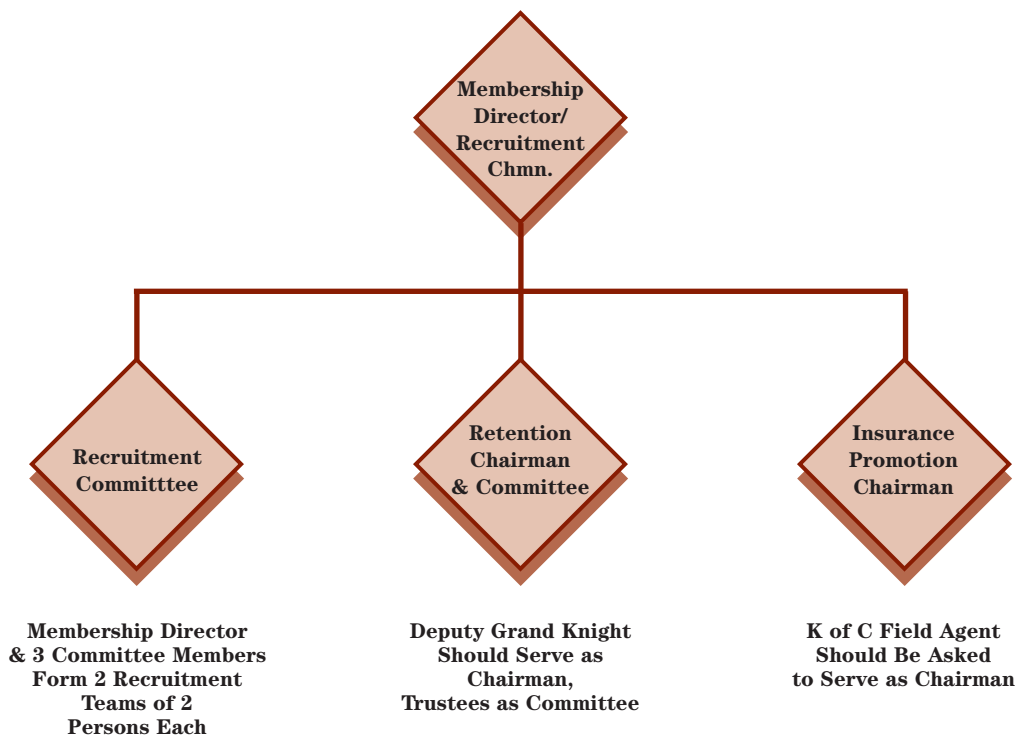 Membership
Director/
Recruitment
Chmn.
Recruitment
Committtee
Retention
Chairman
& Committee
Insurance
Promotion
Chairman
Membership Director
& 3 Committee Members
Form 2 Recruitment
Teams of 2
Persons Each
Deputy Grand Knight
Should Serve as
Chairman,
Trustees as Committee
K of C Field Agent
Should Be Asked
to Serve as Chairman